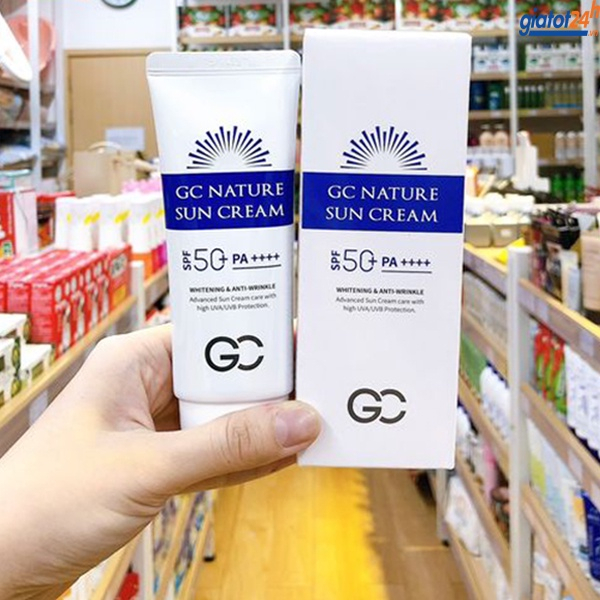 giatot24h.vn
GC NATURE
SUN CREAM
SPF 50+ PA ++++
WHITENING & ANTI-WRINKLE
Advanced Sun Cream care with
high UVA/UVB Protection.
GC
GC NATURE
SUN CREAM
SPF 50+ PA ++++
WHITENING & ANTI-WRINKLE
Advanced Sun Cream care with
high UVA/UVB Protection.
GC